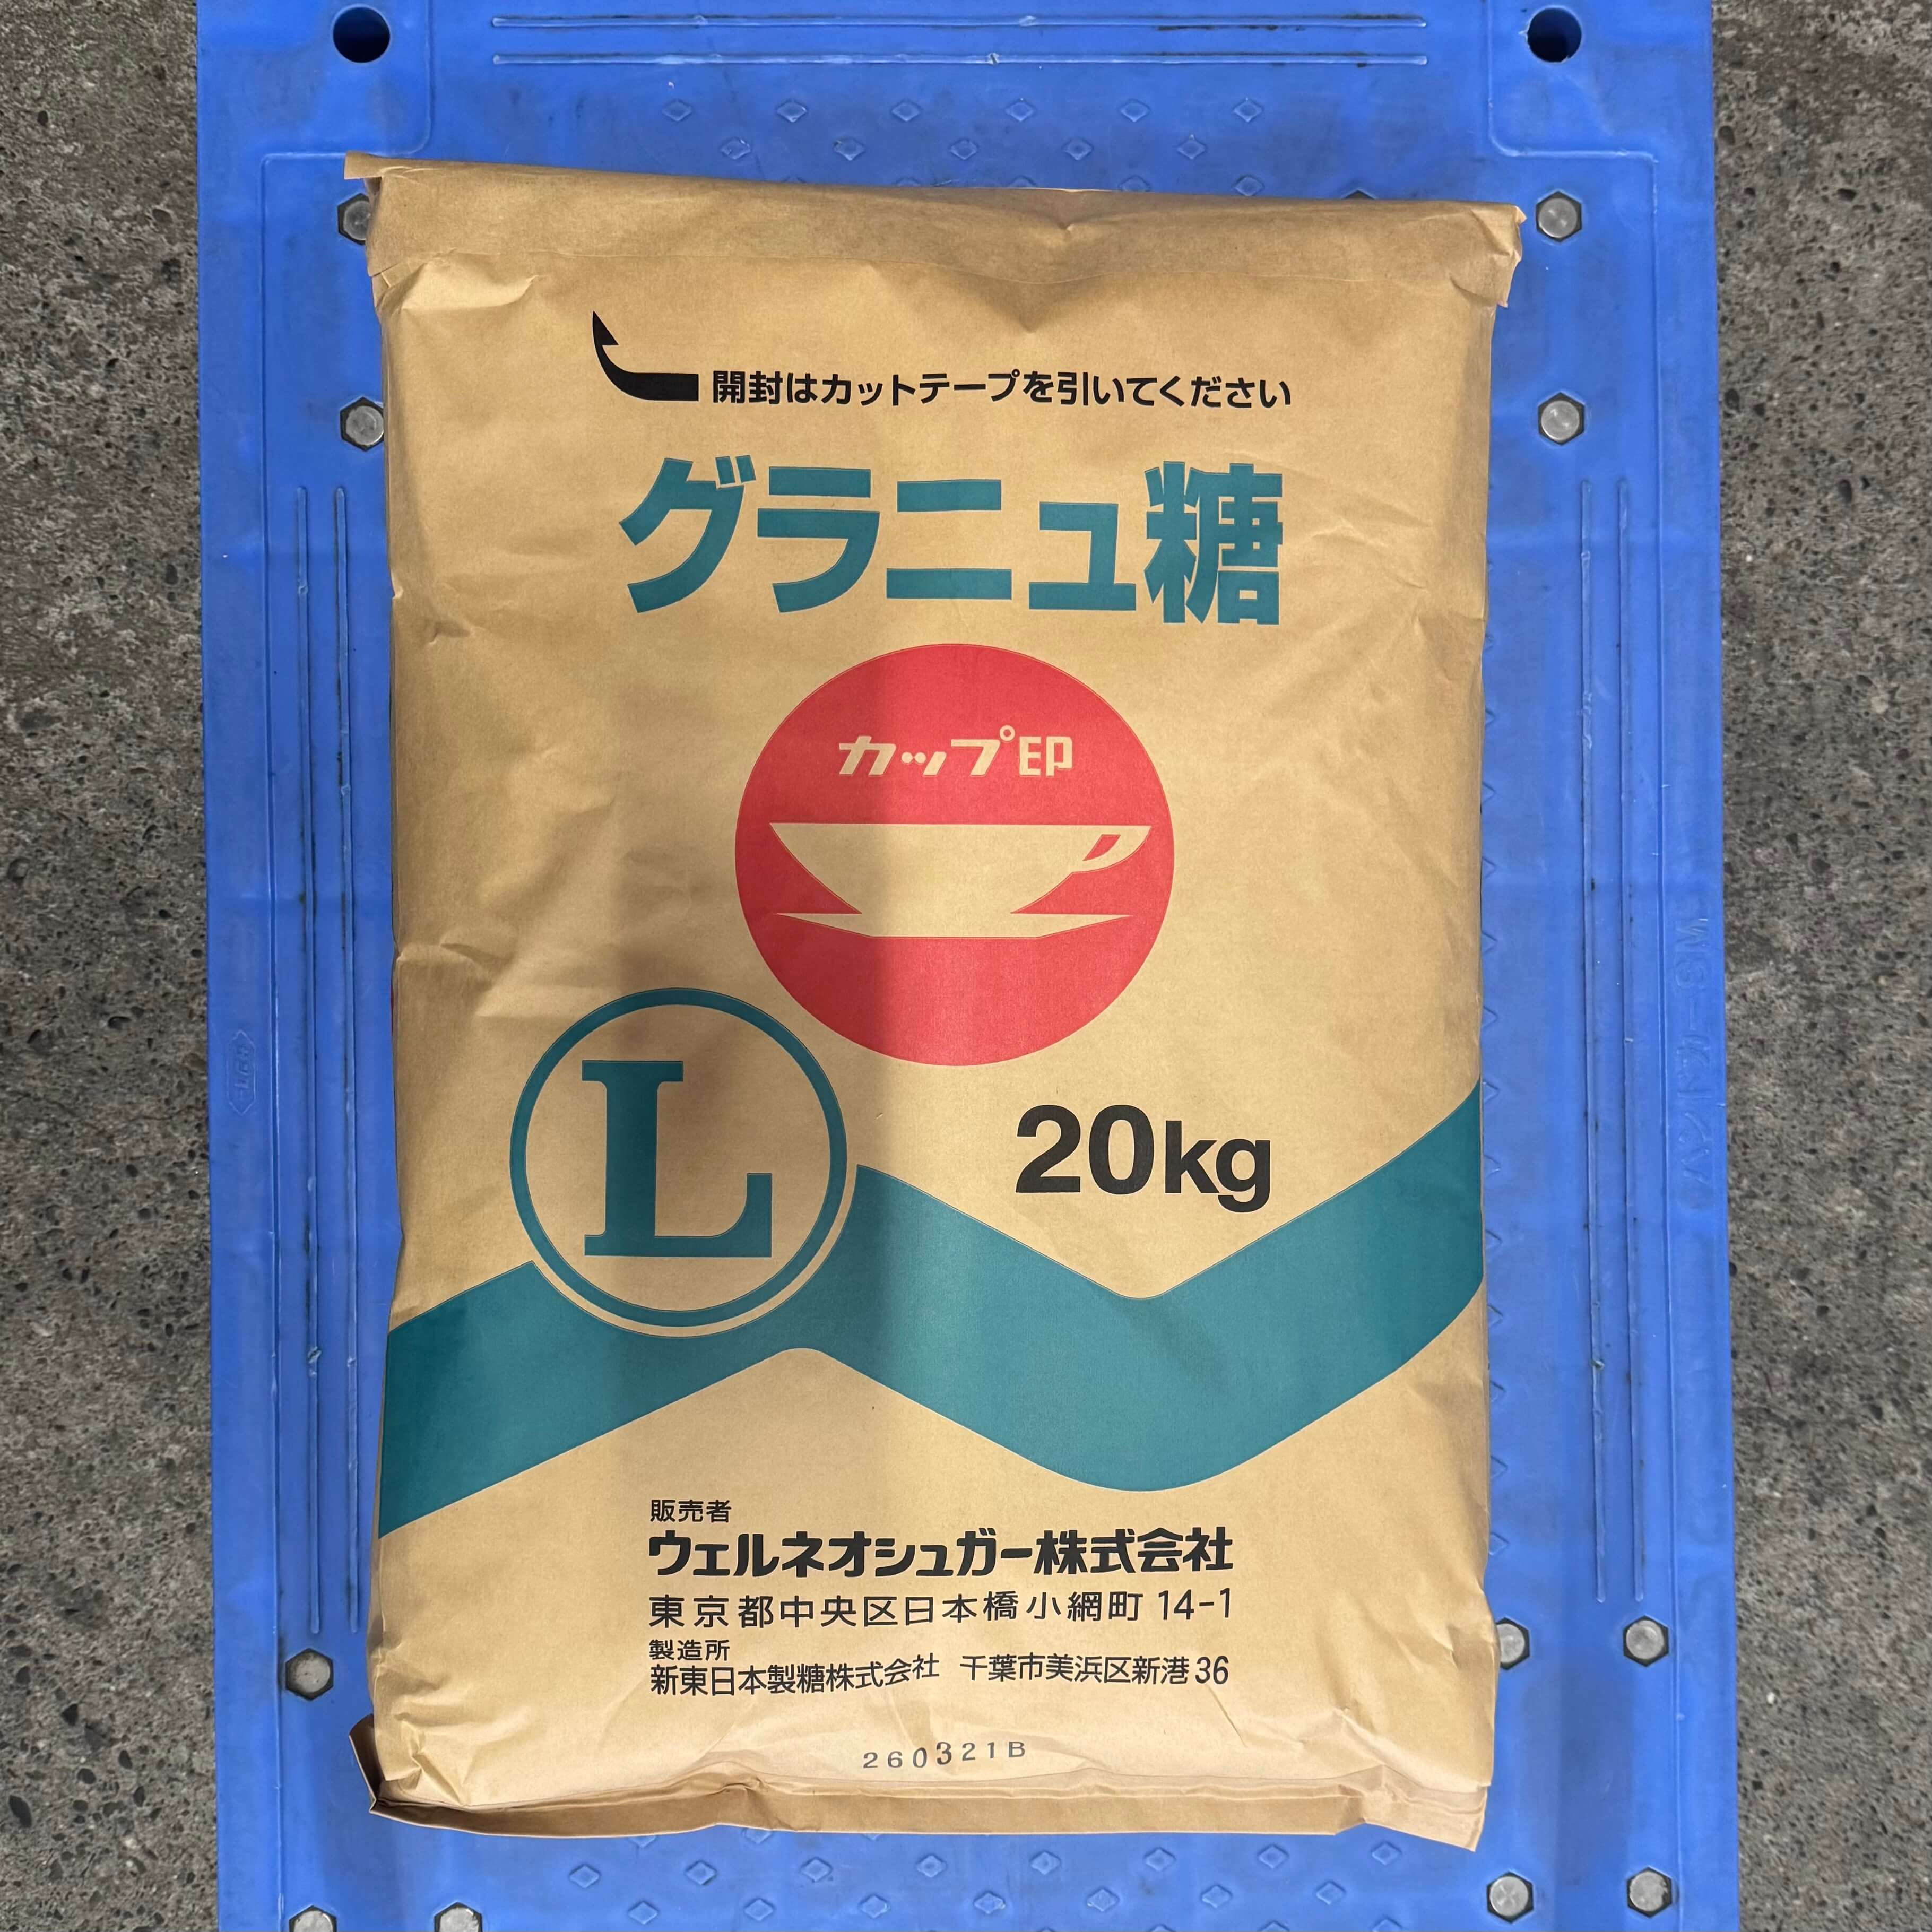 開封はカットテープを引いてください
グラニュ糖
カップ印
L
20kg
販売者
ウェルネオシュガー株式会社
東京都中央区日本橋小網町 14-1
製造所
新東日本製糖株式会社 千葉市美浜区新港 36
260321B